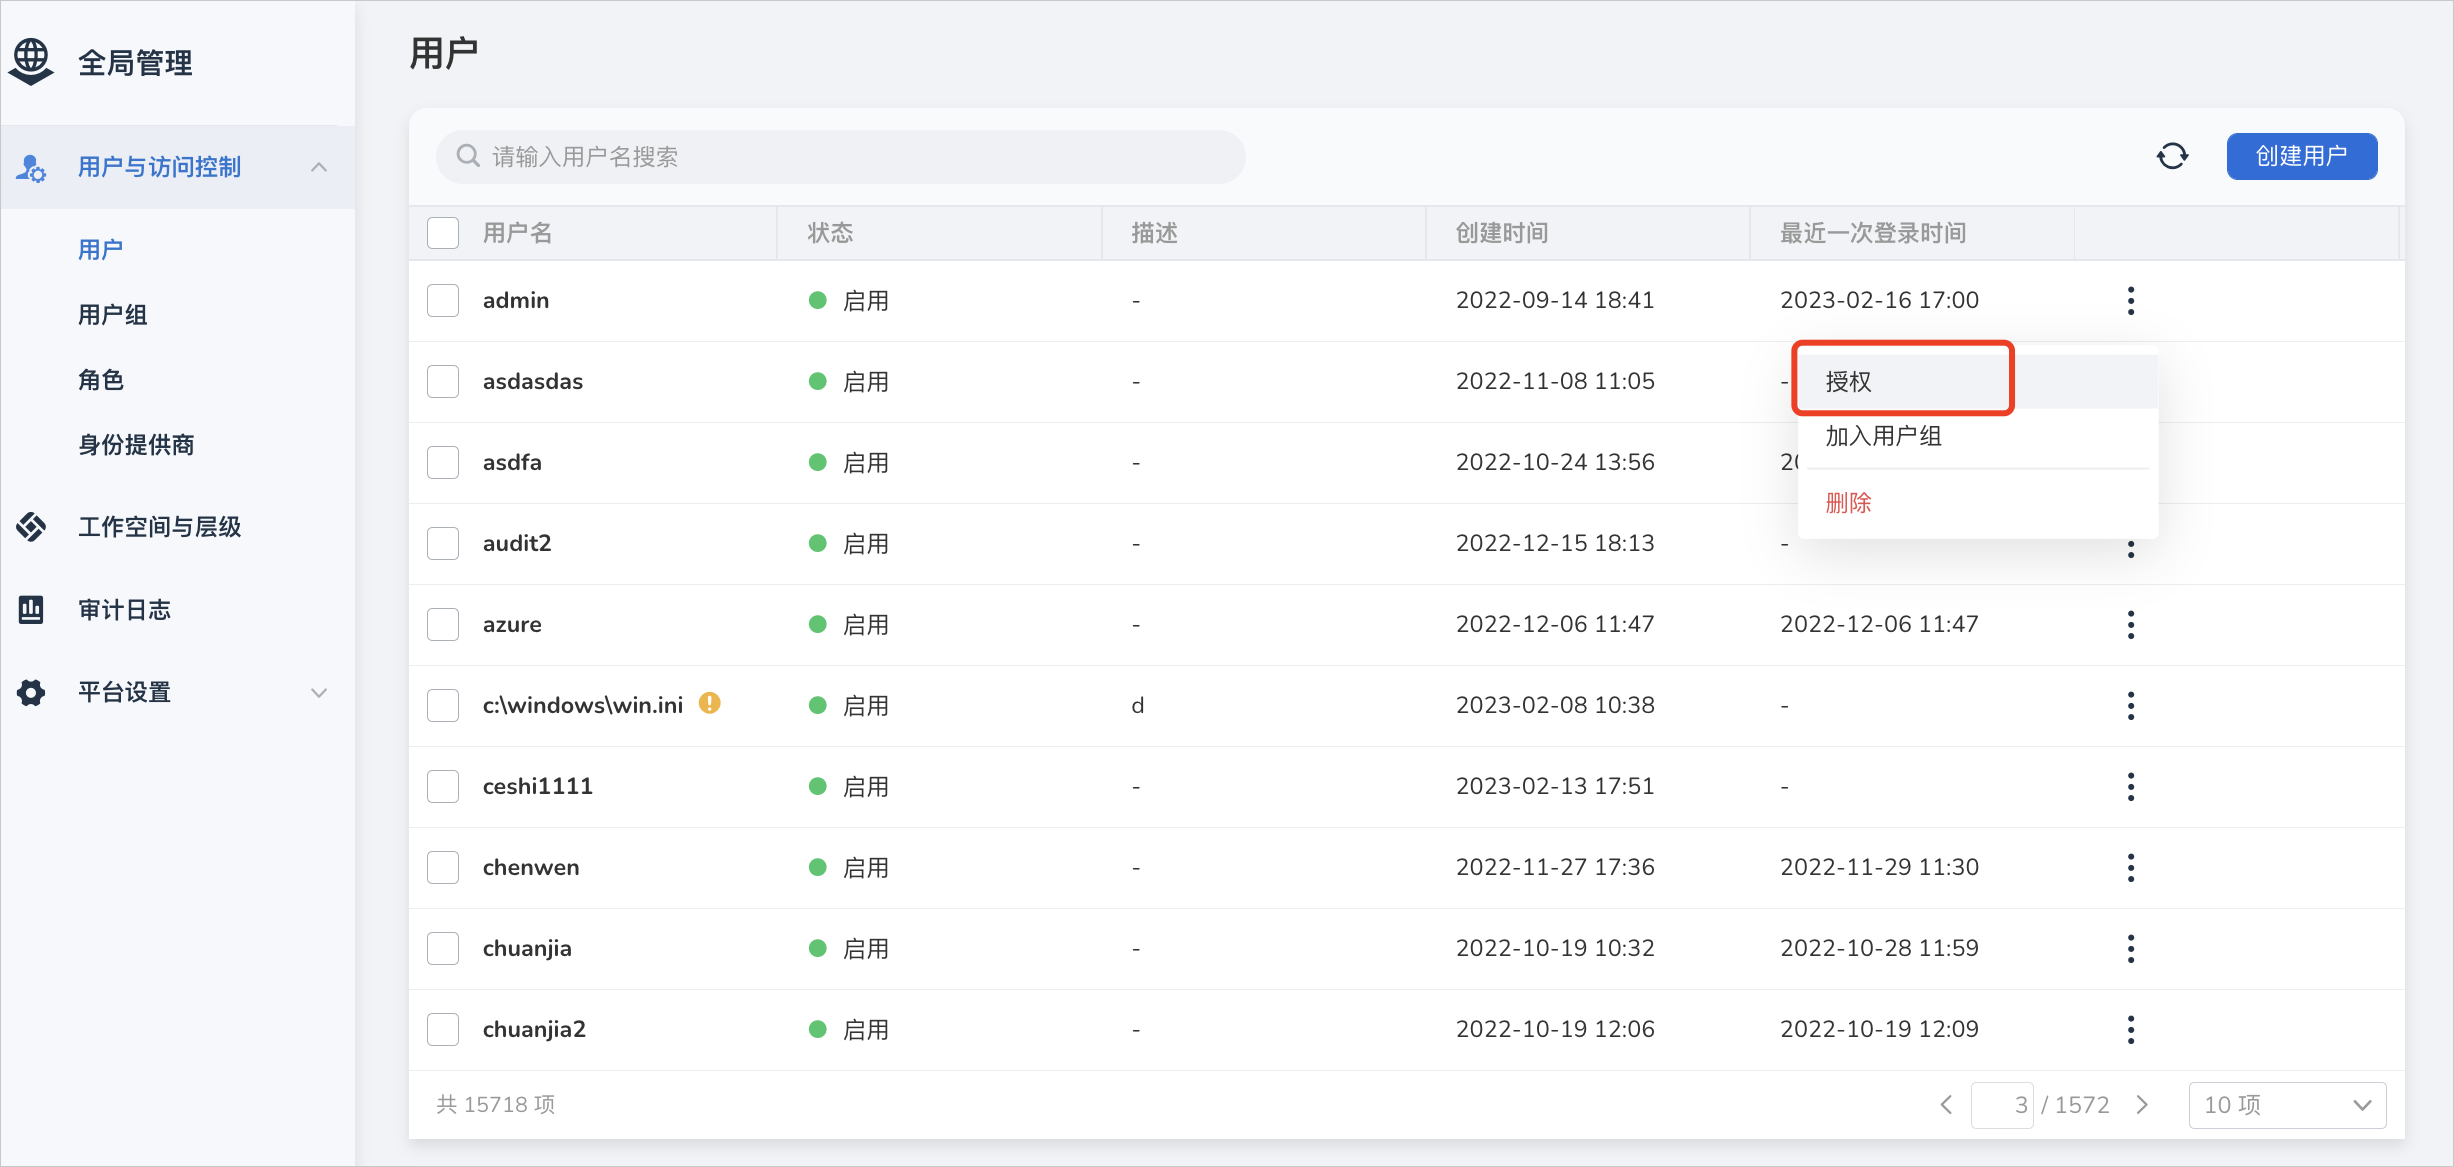 全局管理
用户与访问控制
用户
用户组
角色
身份提供商
工作空间与层级
审计日志
平台设置
用户
请输入用户名搜索
创建用户
用户名 状态 描述 创建时间 最近一次登录时间
admin 启用 - 2022-09-14 18:41 2023-02-16 17:00
asdasdas 启用 - 2022-11-08 11:05 -
授权
加入用户组
删除
asdfa 启用 - 2022-10-24 13:56
audit2 启用 - 2022-12-15 18:13 -
azure 启用 - 2022-12-06 11:47 2022-12-06 11:47
c:\windows\win.ini 启用 d 2023-02-08 10:38 -
ceshi1111 启用 - 2023-02-13 17:51 -
chenwen 启用 - 2022-11-27 17:36 2022-11-29 11:30
chuanjia 启用 - 2022-10-19 10:32 2022-10-28 11:59
chuanjia2 启用 - 2022-10-19 12:06 2022-10-19 12:09
共 15718 项
3 / 1572
10 项